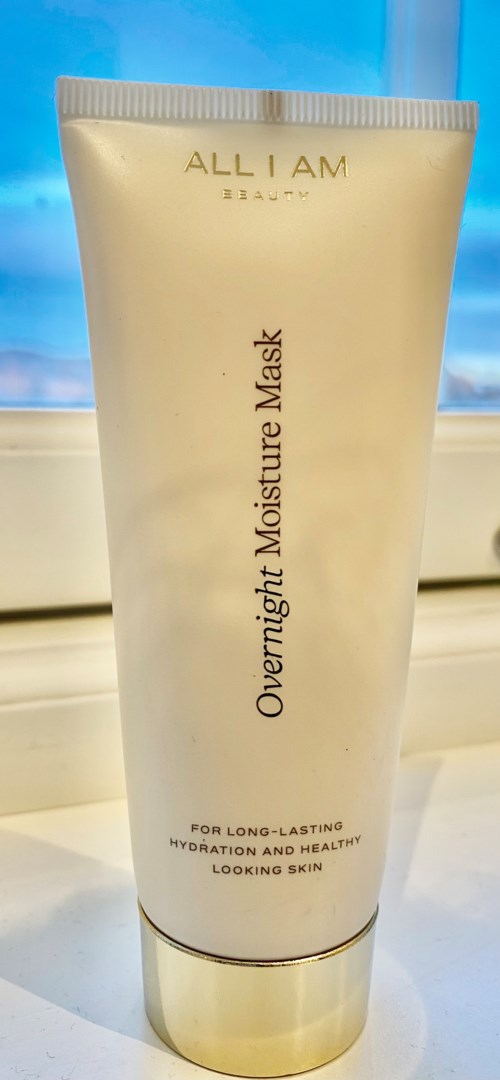 ALL I AM
BEAUTY
Overnight Moisture Mask
FOR LONG-LASTING
HYDRATION AND HEALTHY
LOOKING SKIN